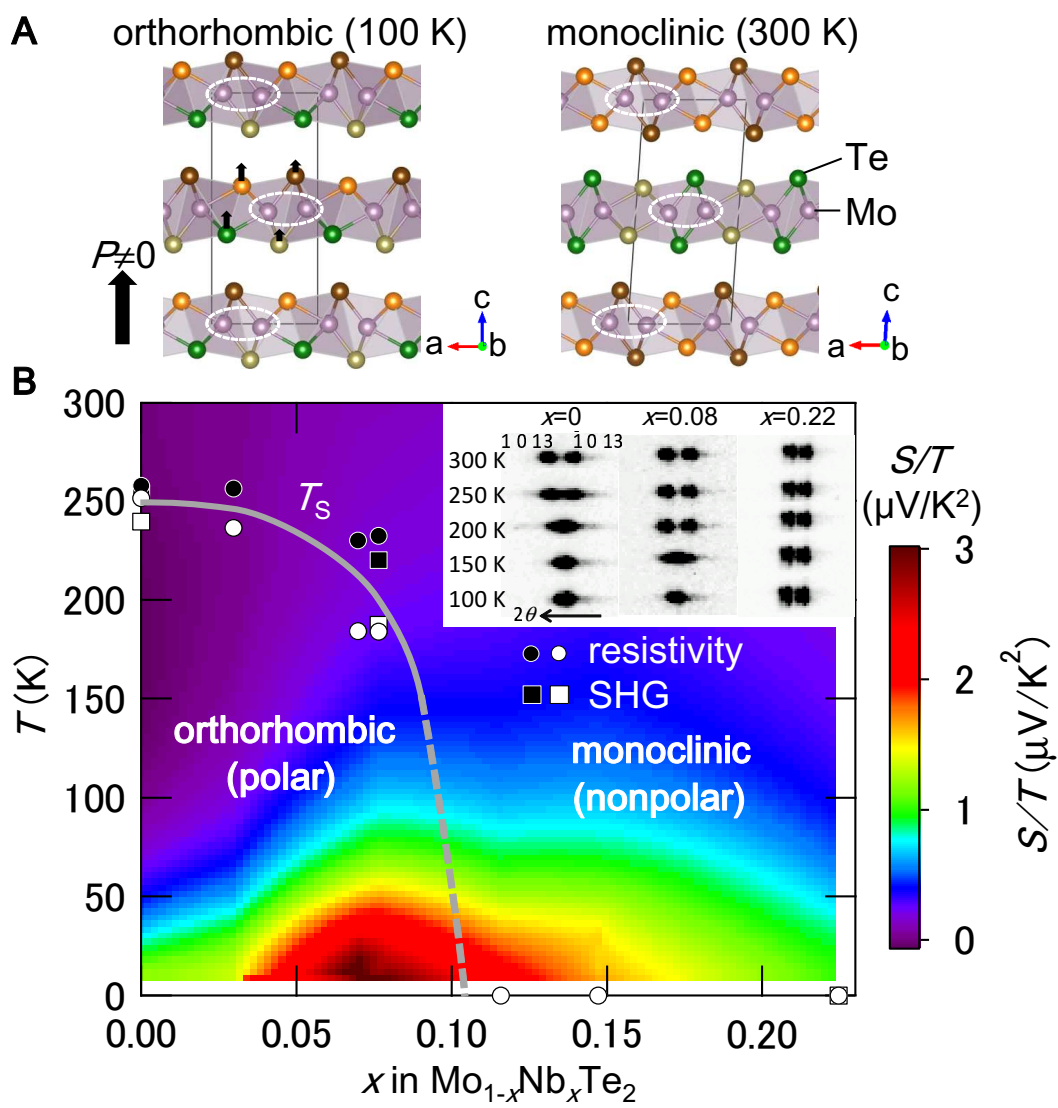 A
orthorhombic (100 K)
monoclinic (300 K)
Te
Mo
P≠0
c
a
b
c
a
b
B
300
250
200
150
100
50
0
T (K)
x=0
x=0.08
x=0.22
1 0 13
1̄ 0 13
300 K
250 K
200 K
150 K
100 K
2θ
T_S
resistivity
SHG
orthorhombic
(polar)
monoclinic
(nonpolar)
S/T
(μV/K²)
3
2
1
0
S/T (μV/K²)
0.00
0.05
0.10
0.15
0.20
x in Mo₁₋ₓNbₓTe₂